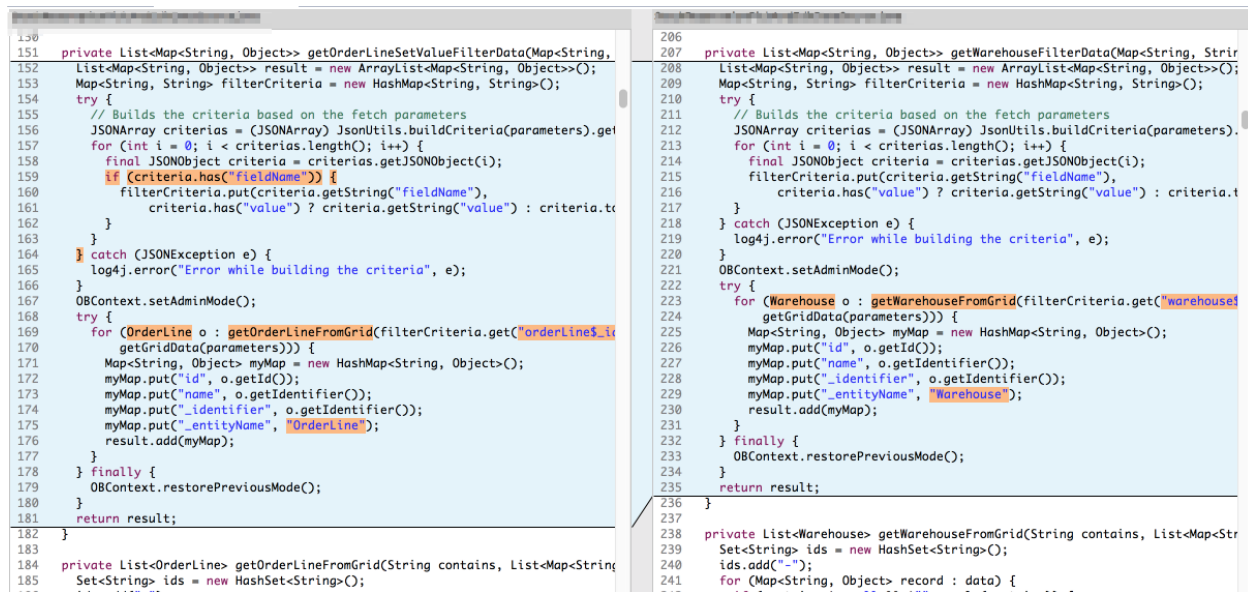 150
151 private List<Map<String, Object>> getOrderLineSetValueFilterData(Map<String,
152 List<Map<String, Object>> result = new ArrayList<Map<String, Object>>();
153 Map<String, String> filterCriteria = new HashMap<String, String>();
154 try {
155 // Builds the criteria based on the fetch parameters
156 JSONArray criterias = (JSONArray) JsonUtils.buildCriteria(parameters).get
157 for (int i = 0; i < criterias.length(); i++) {
158 final JSONObject criteria = criterias.getJSONObject(i);
159 if (criteria.has("fieldName")) {
160 filterCriteria.put(criteria.getString("fieldName"),
161 criteria.has("value") ? criteria.getString("value") : criteria.to
162 }
163 }
164 } catch (JSONException e) {
165 log4j.error("Error while building the criteria", e);
166 }
167 OBContext.setAdminMode();
168 try {
169 for (OrderLine o : getOrderLineFromGrid(filterCriteria.get("orderLine$_id
170 getGridData(parameters))) {
171 Map<String, Object> myMap = new HashMap<String, Object>();
172 myMap.put("id", o.getId());
173 myMap.put("name", o.getIdentifier());
174 myMap.put("_identifier", o.getIdentifier());
175 myMap.put("_entityName", "OrderLine");
176 result.add(myMap);
177 }
178 } finally {
179 OBContext.restorePreviousMode();
180 }
181 return result;
182 }
183
184 private List<OrderLine> getOrderLineFromGrid(String contains, List<Map<String
185 Set<String> ids = new HashSet<String>();
206
207 private List<Map<String, Object>> getWarehouseFilterData(Map<String, Strin
208 List<Map<String, Object>> result = new ArrayList<Map<String, Object>>();
209 Map<String, String> filterCriteria = new HashMap<String, String>();
210 try {
211 // Builds the criteria based on the fetch parameters
212 JSONArray criterias = (JSONArray) JsonUtils.buildCriteria(parameters).
213 for (int i = 0; i < criterias.length(); i++) {
214 final JSONObject criteria = criterias.getJSONObject(i);
215 filterCriteria.put(criteria.getString("fieldName"),
216 criteria.has("value") ? criteria.getString("value") : criteria.t
217 }
218 } catch (JSONException e) {
219 log4j.error("Error while building the criteria", e);
220 }
221 OBContext.setAdminMode();
222 try {
223 for (Warehouse o : getWarehouseFromGrid(filterCriteria.get("warehouse$
224 getGridData(parameters))) {
225 Map<String, Object> myMap = new HashMap<String, Object>();
226 myMap.put("id", o.getId());
227 myMap.put("name", o.getIdentifier());
228 myMap.put("_identifier", o.getIdentifier());
229 myMap.put("_entityName", "Warehouse");
230 result.add(myMap);
231 }
232 } finally {
233 OBContext.restorePreviousMode();
234 }
235 return result;
236 }
237
238 private List<Warehouse> getWarehouseFromGrid(String contains, List<Map<Str
239 Set<String> ids = new HashSet<String>();
240 ids.add("-");
241 for (Map<String, Object> record : data) {